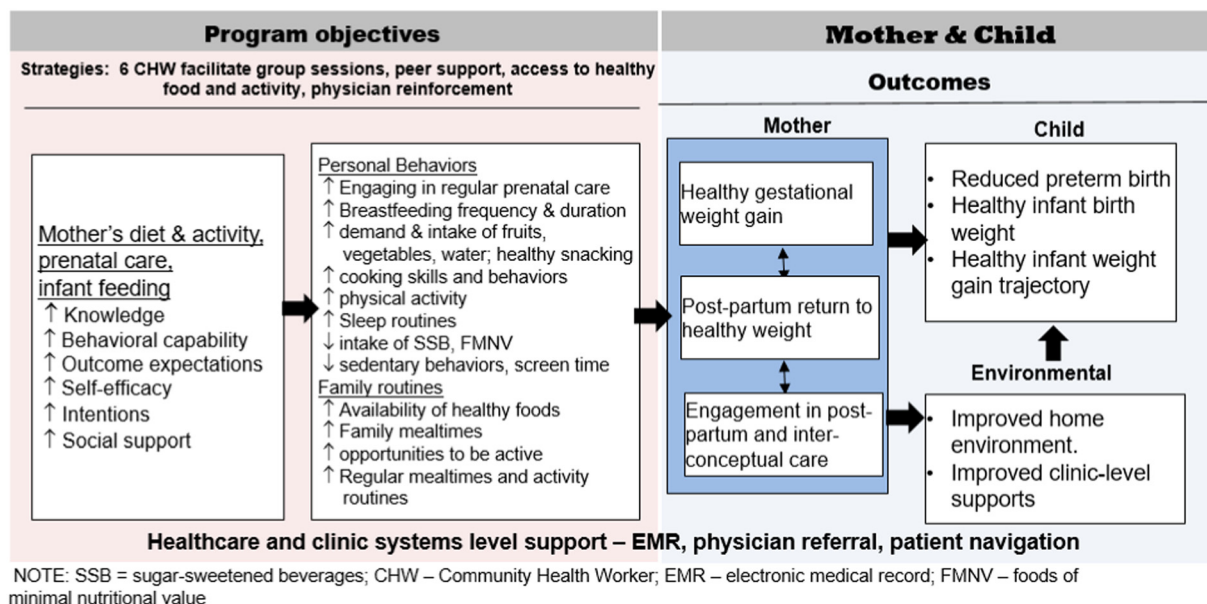 Program objectives
Strategies: 6 CHW facilitate group sessions, peer support, access to healthy
food and activity, physician reinforcement
Mother's diet & activity,
prenatal care,
infant feeding
↑ Knowledge
↑ Behavioral capability
↑ Outcome expectations
↑ Self-efficacy
↑ Intentions
↑ Social support
Personal Behaviors
↑ Engaging in regular prenatal care
↑ Breastfeeding frequency & duration
↑ demand & intake of fruits,
vegetables, water; healthy snacking
↑ cooking skills and behaviors
↑ physical activity
↑ Sleep routines
↓ intake of SSB, FMNV
↓ sedentary behaviors, screen time
Family routines
↑ Availability of healthy foods
↑ Family mealtimes
↑ opportunities to be active
↑ Regular mealtimes and activity
routines
Mother & Child
Outcomes
Mother
Healthy gestational
weight gain
Post-partum return to
healthy weight
Engagement in post-
partum and inter-
conceptual care
Child
• Reduced preterm birth
• Healthy infant birth
weight
• Healthy infant weight
gain trajectory
Environmental
• Improved home
environment.
• Improved clinic-level
supports
Healthcare and clinic systems level support – EMR, physician referral, patient navigation
NOTE: SSB = sugar-sweetened beverages; CHW – Community Health Worker; EMR – electronic medical record; FMNV – foods of
minimal nutritional value